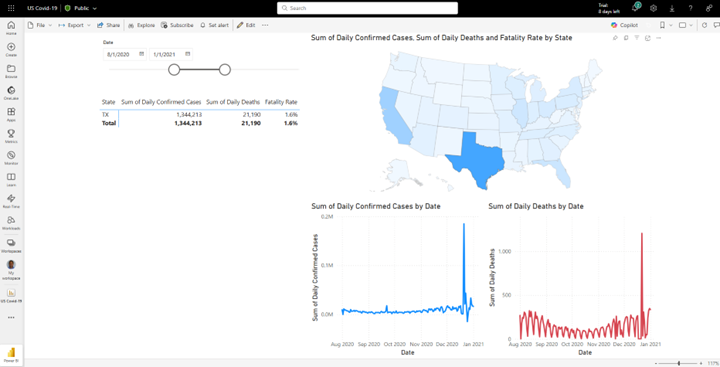 US Covid-19 Public
Search
Trial:
8 days left
File Export Share Explore Subscribe Set alert Edit
Copilot
Home
Create
Browse
OneLake
Apps
Metrics
Monitor
Learn
Real-Time
Workloads
Workspaces
My workspace
US Covid-19
Power BI
Date
8/1/2020 1/1/2021
State Sum of Daily Confirmed Cases Sum of Daily Deaths Fatality Rate
TX 1,344,213 21,190 1.6%
Total 1,344,213 21,190 1.6%
Sum of Daily Confirmed Cases, Sum of Daily Deaths and Fatality Rate by State
Sum of Daily Confirmed Cases by Date
Sum of Daily Confirmed Cases
0.2M
0.1M
0.0M
Aug 2020 Sep 2020 Oct 2020 Nov 2020 Dec 2020 Jan 2021
Date
Sum of Daily Deaths by Date
Sum of Daily Deaths
1,000
500
0
Aug 2020 Sep 2020 Oct 2020 Nov 2020 Dec 2020 Jan 2021
Date